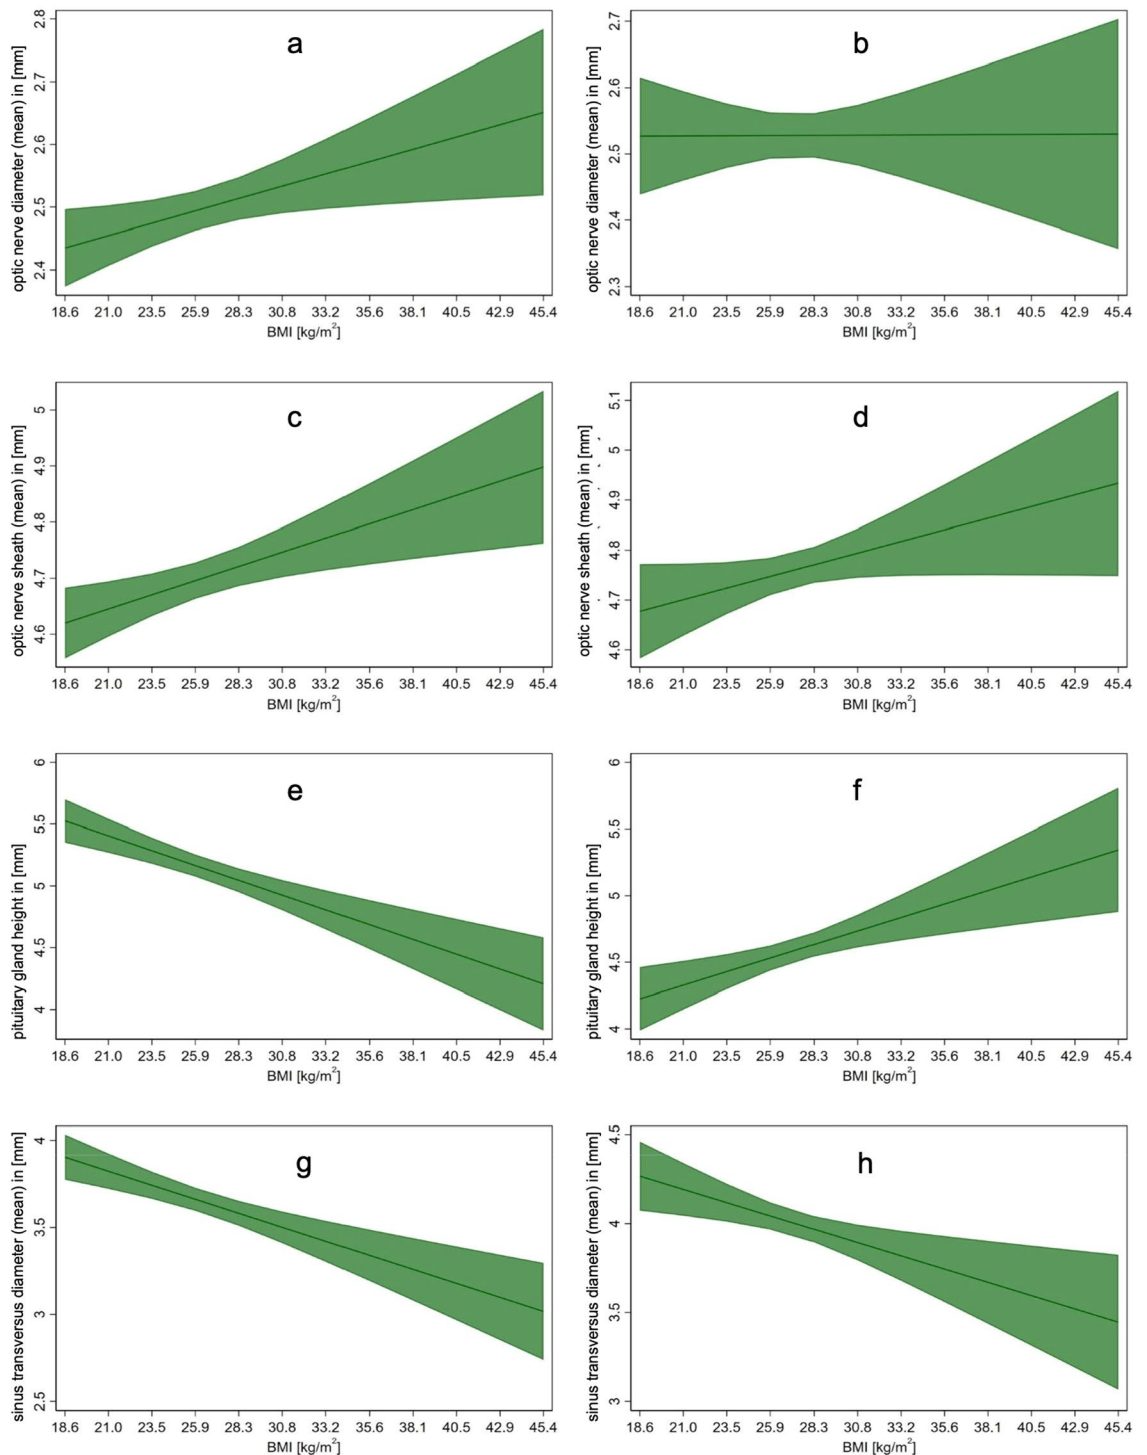 a
optic nerve diameter (mean) in [mm]
2.8
2.7
2.6
2.5
2.4
18.6 21.0 23.5 25.9 28.3 30.8 33.2 35.6 38.1 40.5 42.9 45.4
BMI [kg/m²]
b
optic nerve diameter (mean) in [mm]
2.7
2.6
2.5
2.4
2.3
18.6 21.0 23.5 25.9 28.3 30.8 33.2 35.6 38.1 40.5 42.9 45.4
BMI [kg/m²]
c
optic nerve sheath (mean) in [mm]
5
4.9
4.8
4.7
4.6
18.6 21.0 23.5 25.9 28.3 30.8 33.2 35.6 38.1 40.5 42.9 45.4
BMI [kg/m²]
d
optic nerve sheath (mean) in [mm]
5.1
5
4.9
4.8
4.7
4.6
18.6 21.0 23.5 25.9 28.3 30.8 33.2 35.6 38.1 40.5 42.9 45.4
BMI [kg/m²]
e
pituitary gland height in [mm]
6
5.5
5
4.5
4
18.6 21.0 23.5 25.9 28.3 30.8 33.2 35.6 38.1 40.5 42.9 45.4
BMI [kg/m²]
f
pituitary gland height in [mm]
6
5.5
5
4.5
4
18.6 21.0 23.5 25.9 28.3 30.8 33.2 35.6 38.1 40.5 42.9 45.4
BMI [kg/m²]
g
sinus transversus diameter (mean) in [mm]
4
3.5
3
2.5
18.6 21.0 23.5 25.9 28.3 30.8 33.2 35.6 38.1 40.5 42.9 45.4
BMI [kg/m²]
h
sinus transversus diameter (mean) in [mm]
4.5
4
3.5
3
18.6 21.0 23.5 25.9 28.3 30.8 33.2 35.6 38.1 40.5 42.9 45.4
BMI [kg/m²]